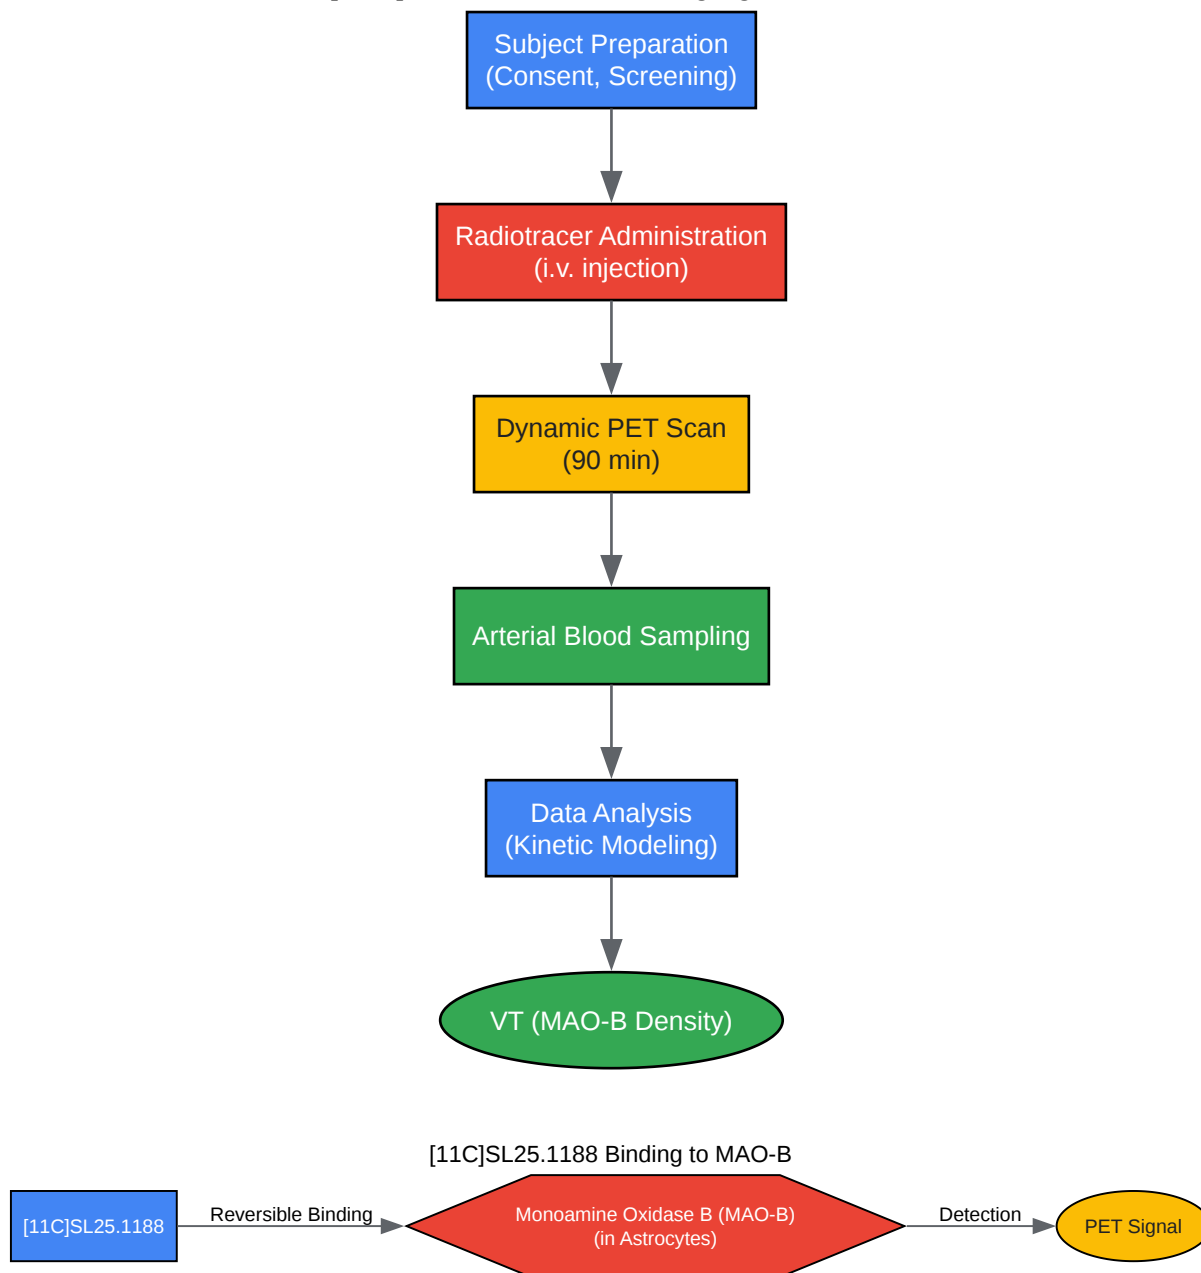 Subject Preparation
(Consent, Screening)
Radiotracer Administration
(i.v. injection)
Dynamic PET Scan
(90 min)
Arterial Blood Sampling
Data Analysis
(Kinetic Modeling)
VT (MAO-B Density)
[11C]SL25.1188 Binding to MAO-B
[11C]SL25.1188
Reversible Binding
Monoamine Oxidase B (MAO-B)
(in Astrocytes)
Detection
PET Signal